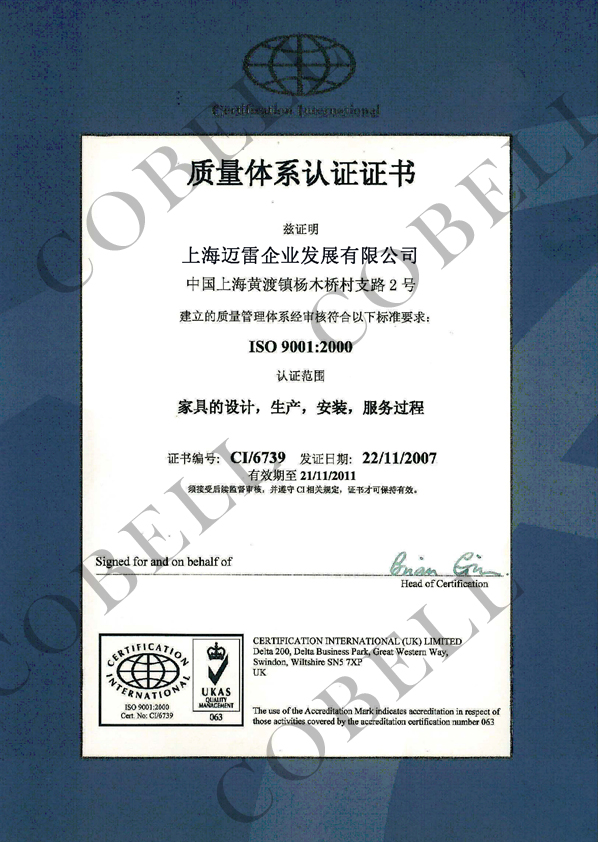 Certification International
质量体系认证证书
兹证明
上海迈雷企业发展有限公司
中国上海黄渡镇杨木桥村支路 2 号
建立的质量管理体系经审核符合以下标准要求:
ISO 9001:2000
认证范围
家具的设计，生产，安装，服务过程
证书编号: CI/6739 发证日期: 22/11/2007
有效期至 21/11/2011
须接受后续监督审核，并遵守 CI 相关规定，证书才可保持有效。
Signed for and on behalf of
Head of Certification
CERTIFICATION INTERNATIONAL
ISO 9001:2000
Cert. No: CI/6739
UKAS
QUALITY
MANAGEMENT
063
CERTIFICATION INTERNATIONAL (UK) LIMITED
Delta 200, Delta Business Park, Great Western Way,
Swindon, Wiltshire SN5 7XP
UK
The use of the Accreditation Mark indicates accreditation in respect of
those activities covered by the accreditation certification number 063
COBELL
COBELL
COBELL
COBELL